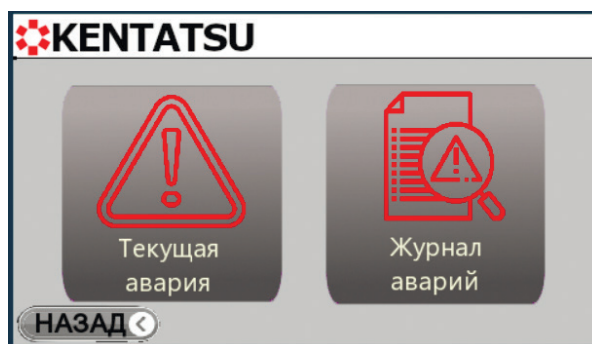 KENTATSU
Текущая
авария
Журнал
аварий
НАЗАД